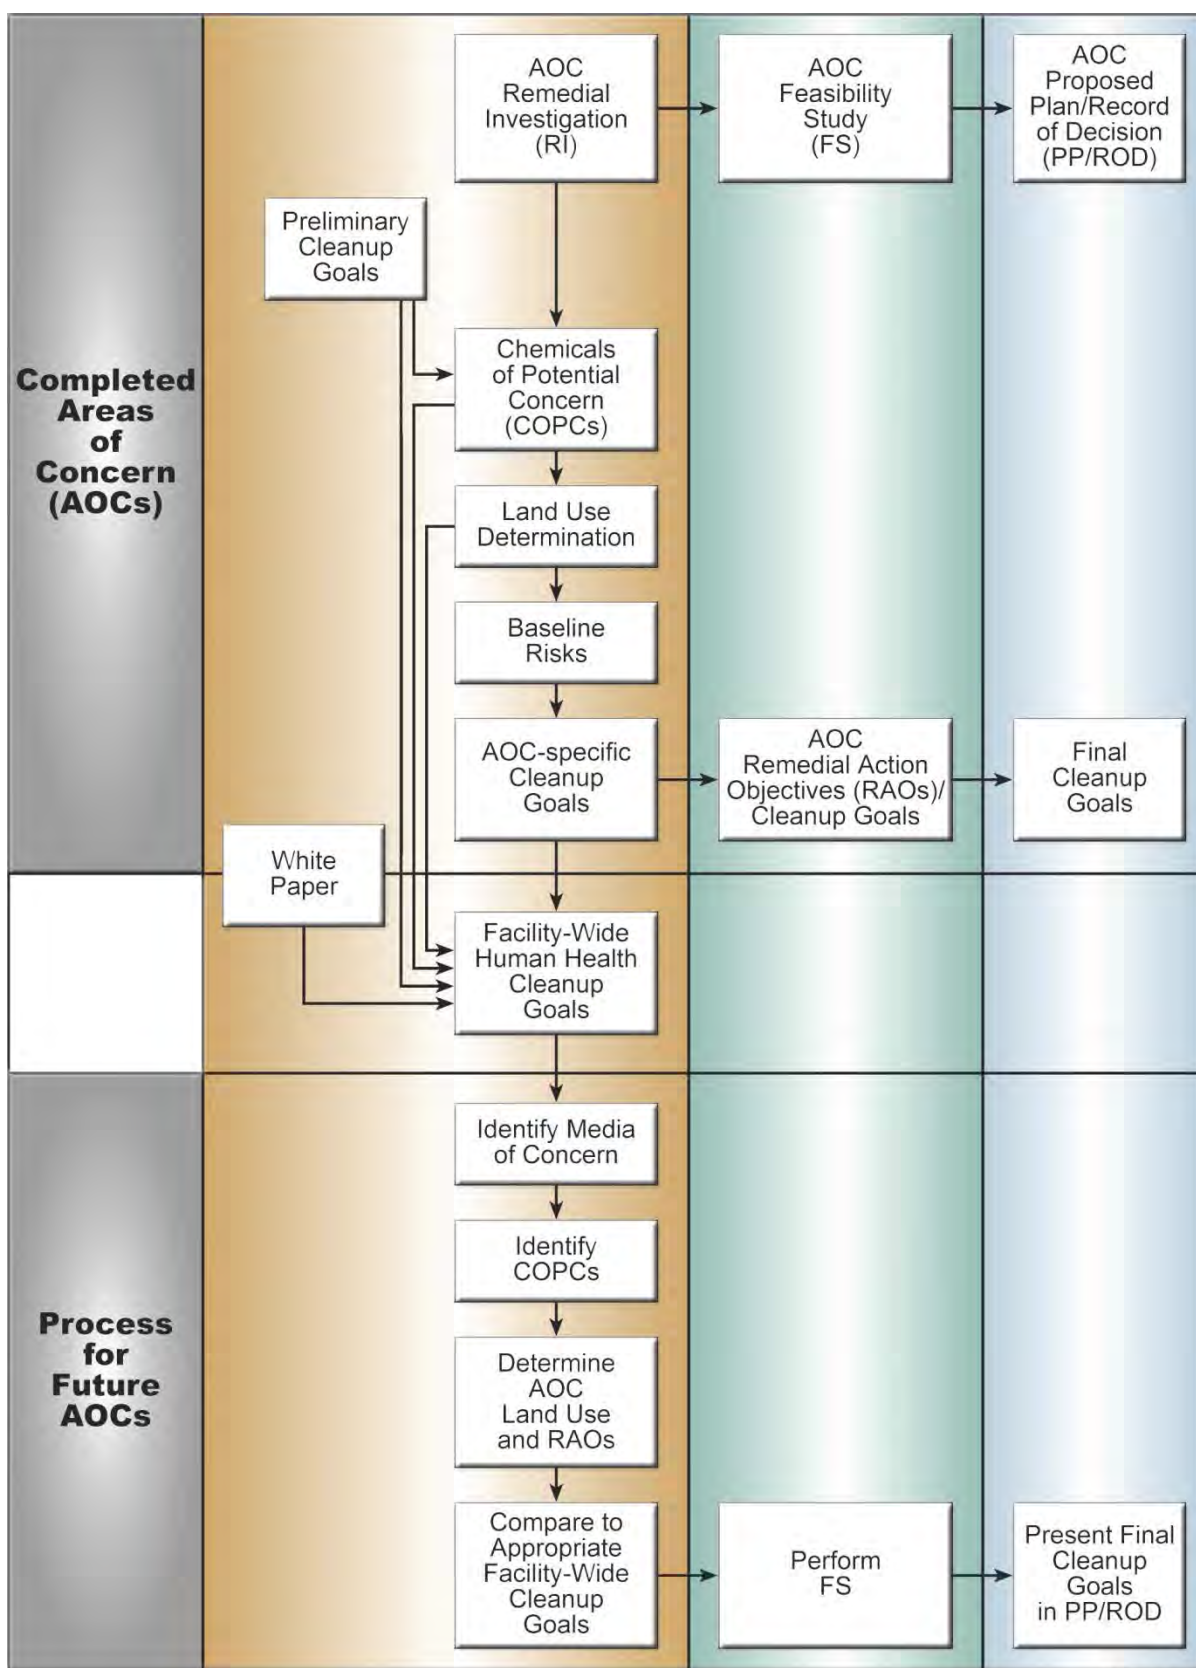 AOC
Remedial
Investigation
(RI)
AOC
Feasibility
Study
(FS)
AOC
Proposed
Plan/Record
of Decision
(PP/ROD)
Preliminary
Cleanup
Goals
Completed
Areas
of
Concern
(AOCs)
Chemicals
of Potential
Concern
(COPCs)
Land Use
Determination
Baseline
Risks
AOC-specific
Cleanup
Goals
AOC
Remedial Action
Objectives (RAOs)/
Cleanup Goals
Final
Cleanup
Goals
White
Paper
Facility-Wide
Human Health
Cleanup
Goals
Process
for
Future
AOCs
Identify Media
of Concern
Identify
COPCs
Determine
AOC
Land Use
and RAOs
Compare to
Appropriate
Facility-Wide
Cleanup
Goals
Perform
FS
Present Final
Cleanup
Goals
in PP/ROD